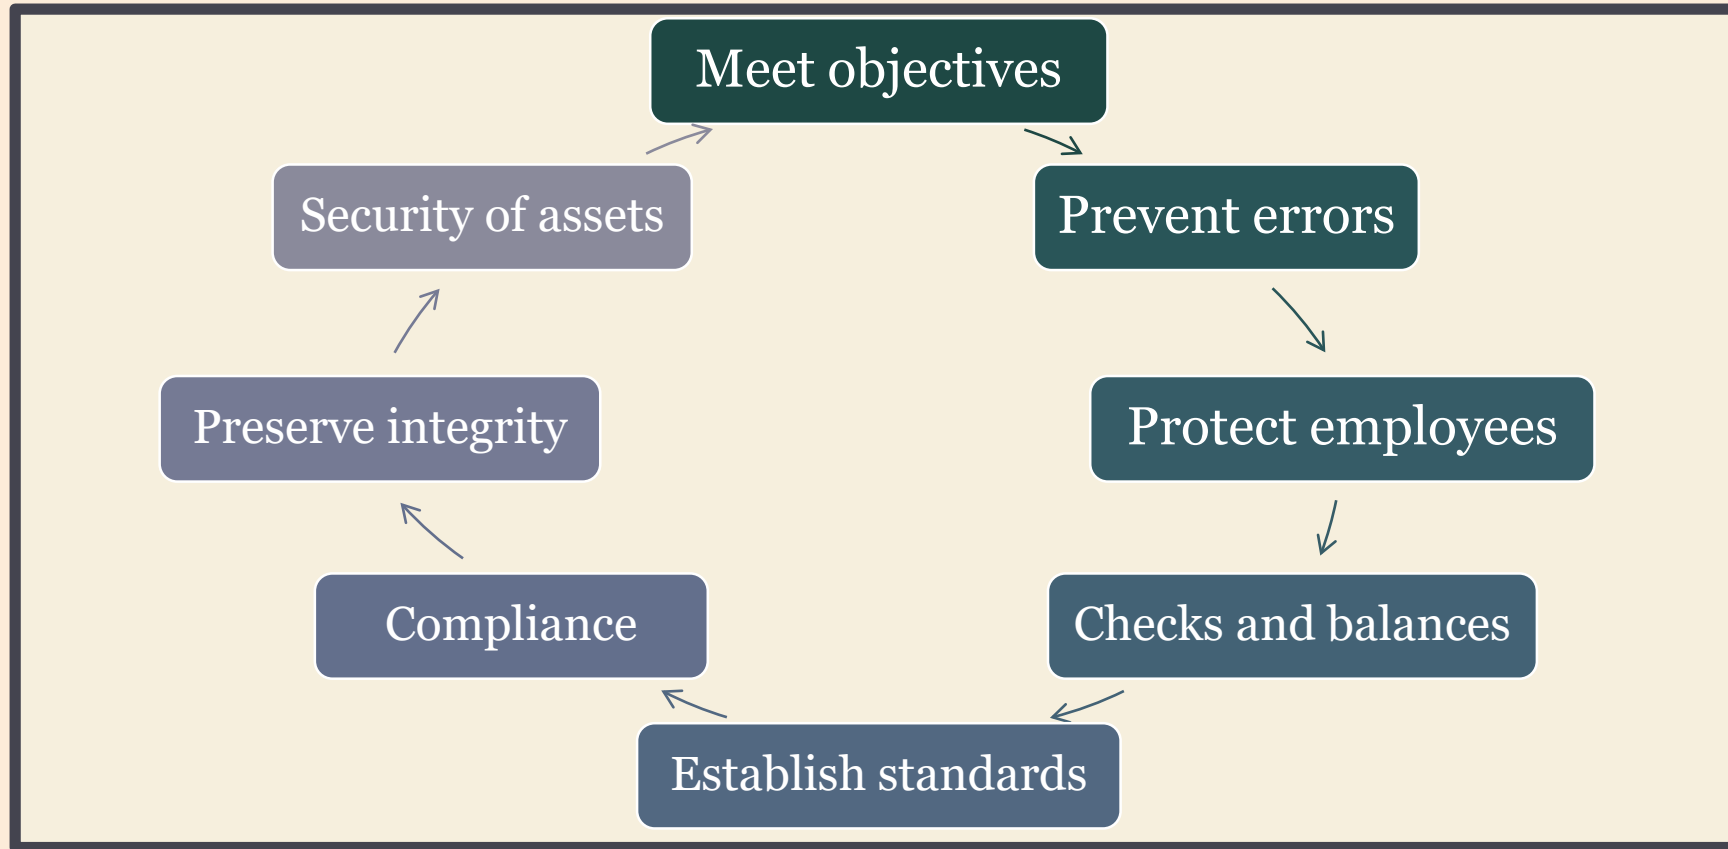 Meet objectives
Prevent errors
Protect employees
Checks and balances
Establish standards
Compliance
Preserve integrity
Security of assets